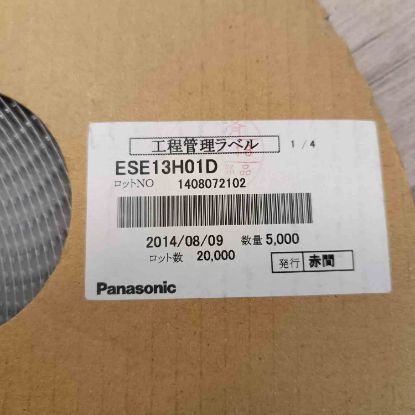 工程管理ラベル 1 / 4
ESE13H01D
ロットNO 1408072102
2014/08/09 数量 5,000
ロット数 20,000
発行 赤間
Panasonic